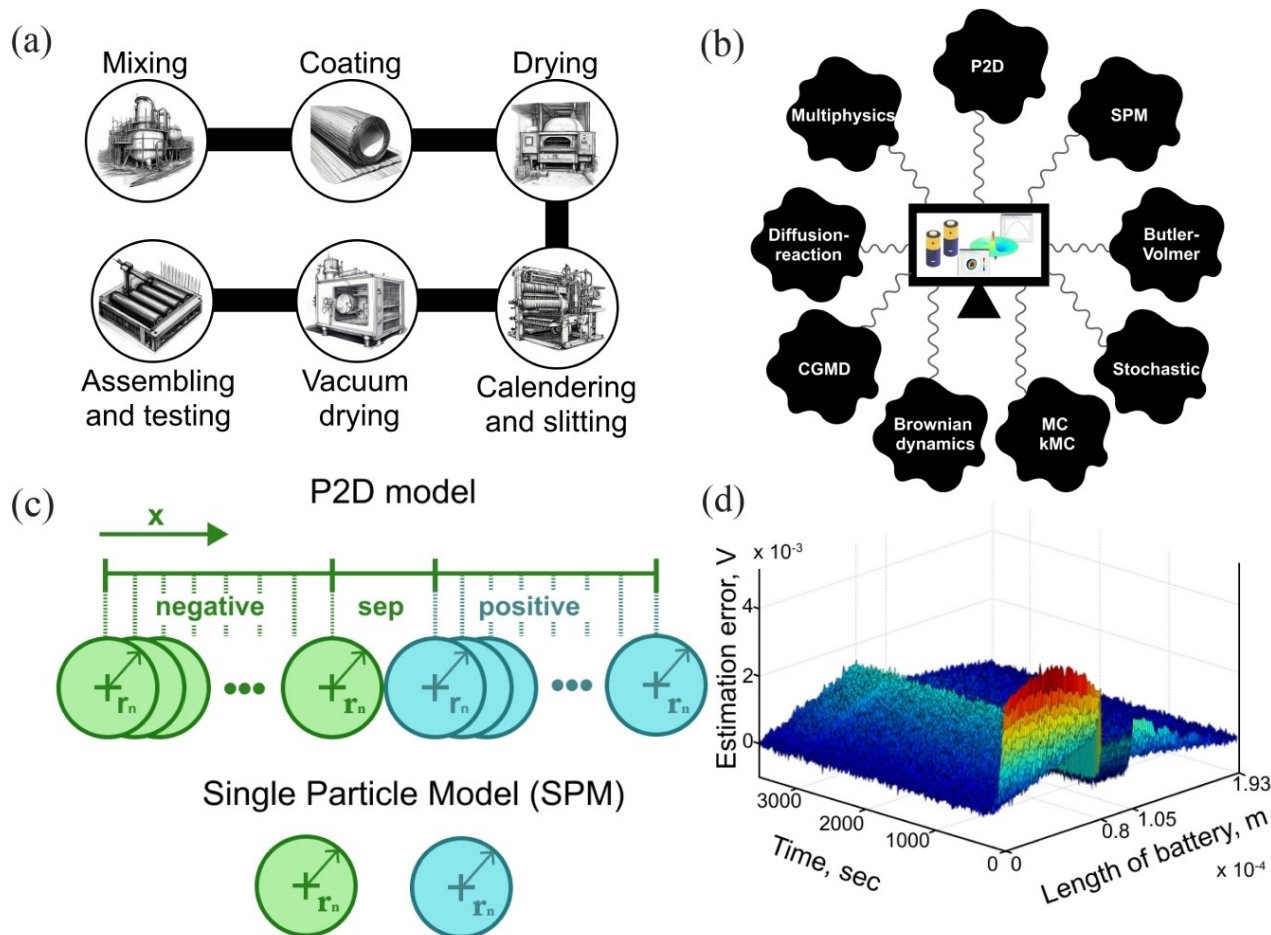 (a)
Mixing
Coating
Drying
Assembling
and testing
Vacuum
drying
Calendering
and slitting
(b)
P2D
Multiphysics
SPM
Diffusion-
reaction
Butler-
Volmer
CGMD
Stochastic
Brownian
dynamics
MC
kMC
(c)
P2D model
x
negative
sep
positive
rn
rn
rn
rn
Single Particle Model (SPM)
rn
rn
(d)
x 10-3
Estimation error, V
4
2
0
3000
2000
1000
0
Time, sec
0
0.8
1.05
1.93
Length of battery, m
x 10-4